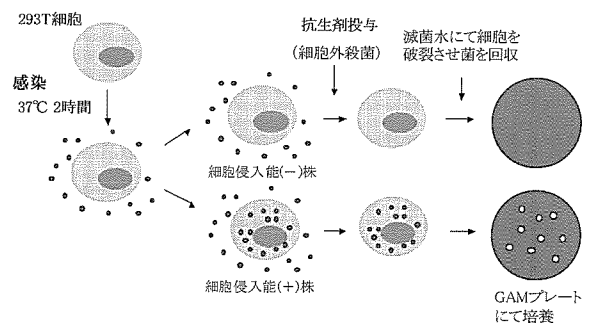 293T細胞
感染
37℃ 2時間
抗生剤投与
(細胞外殺菌)
滅菌水にて細胞を
破裂させ菌を回収
細胞侵入能(−)株
細胞侵入能(+)株
GAMプレート
にて培養